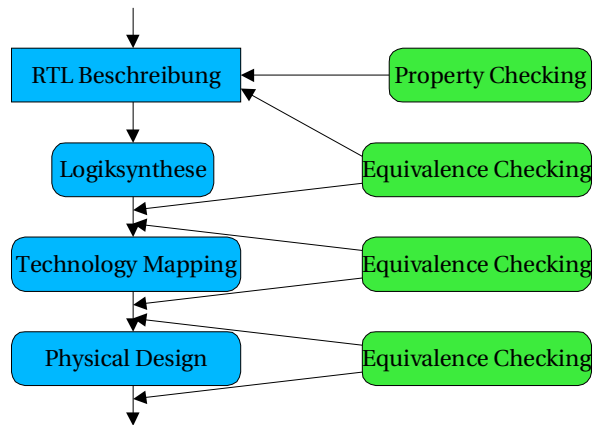 RTL Beschreibung
Property Checking
Logiksynthese
Equivalence Checking
Technology Mapping
Equivalence Checking
Physical Design
Equivalence Checking